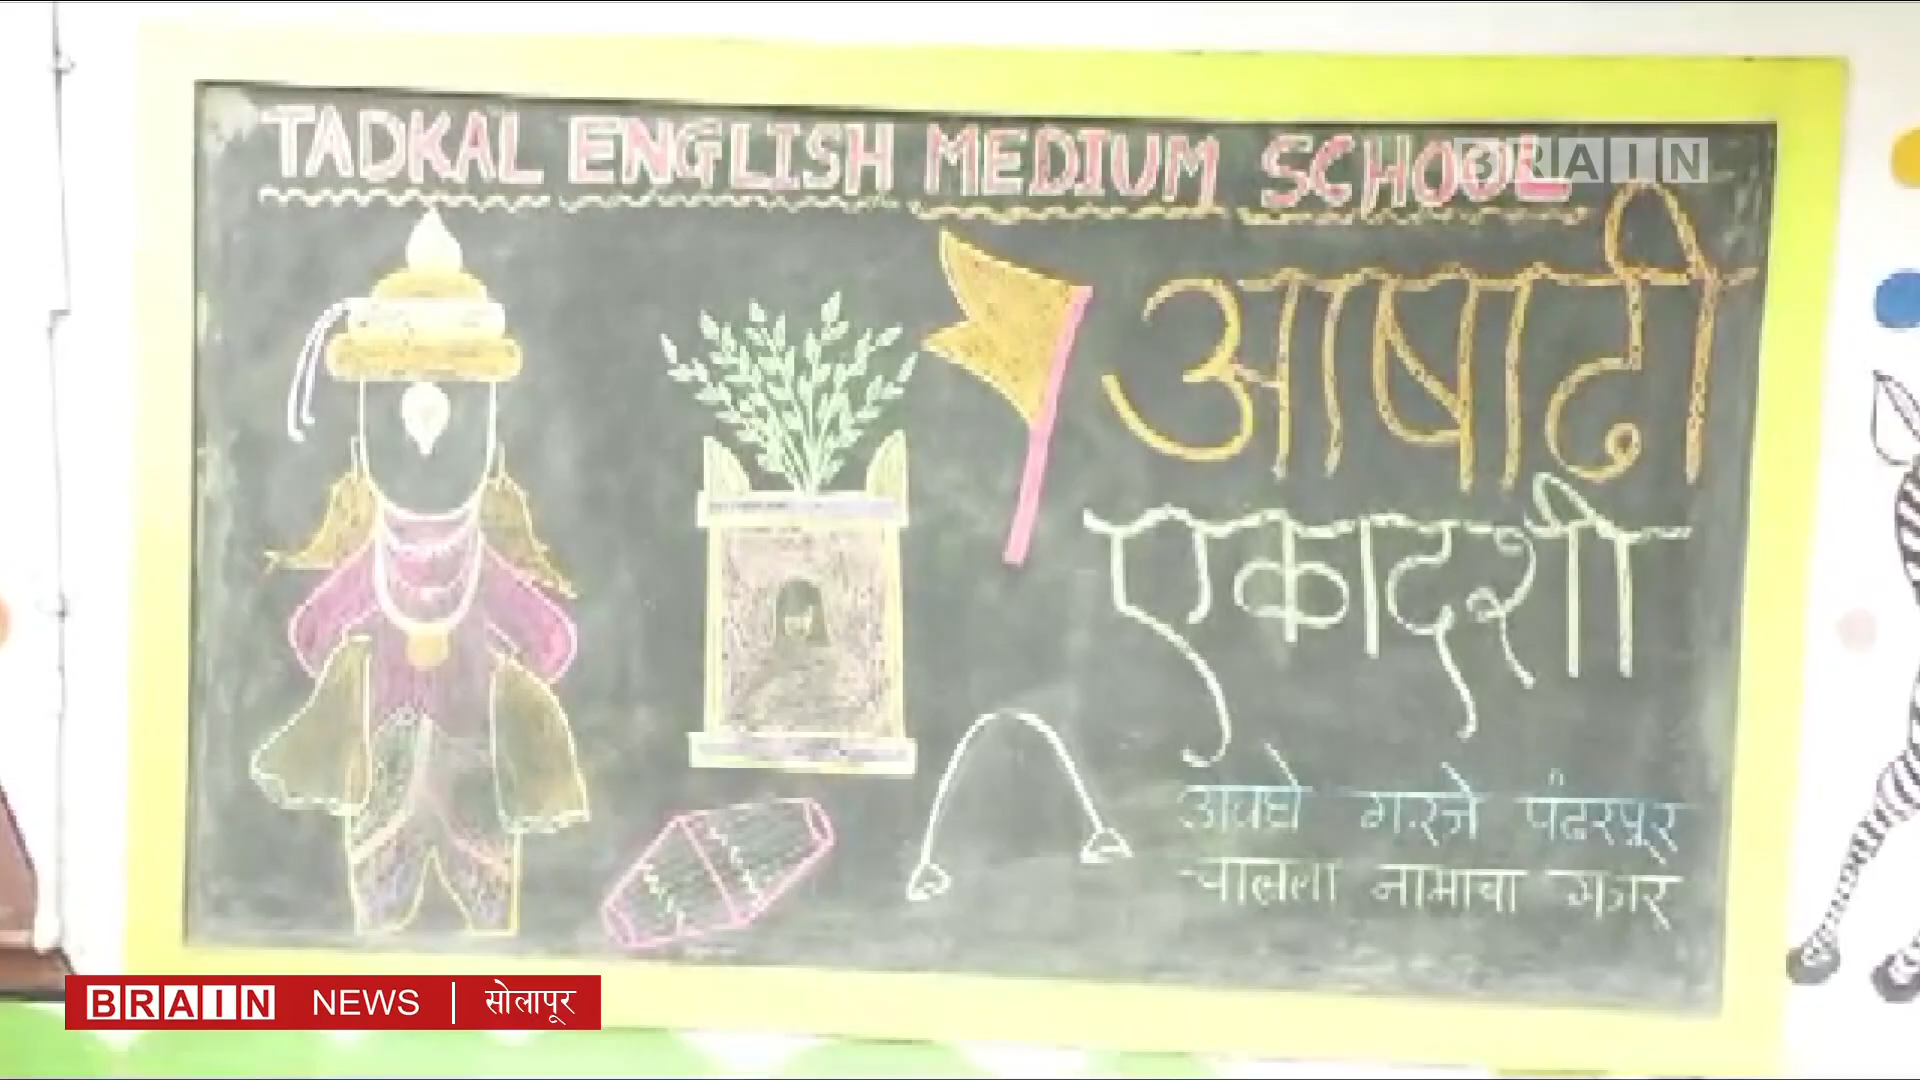 TADKAL ENGLISH MEDIUM SCHOOL
BRAIN
आषाढी
एकादशी
अवघे गरजे पंढरपूर
चालला नामाचा गजर
BRAIN NEWS | सोलापूर